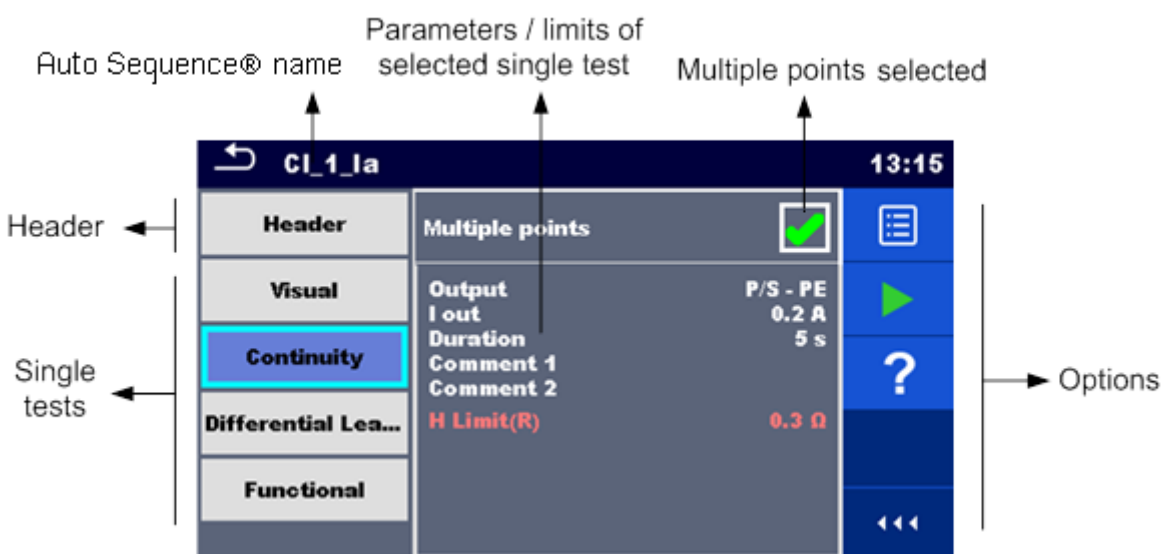 Parameters / limits of
selected single test
Auto Sequence® name
Multiple points selected
Cl_1_Ia
13:15
Header
Header
Multiple points
Visual
Output P/S - PE
I out 0.2 A
Duration 5 s
Comment 1
Comment 2
H Limit(R) 0.3 Ω
Continuity
Single
tests
Differential Lea...
Functional
?
Options